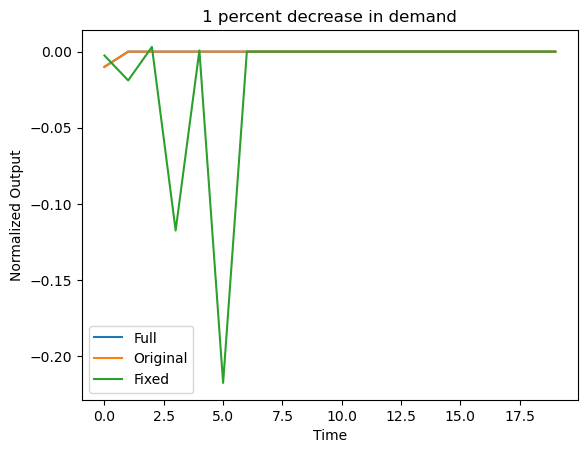 1 percent decrease in demand
Normalized Output
0.00
−0.05
−0.10
−0.15
−0.20
Full
Original
Fixed
0.0 2.5 5.0 7.5 10.0 12.5 15.0 17.5
Time